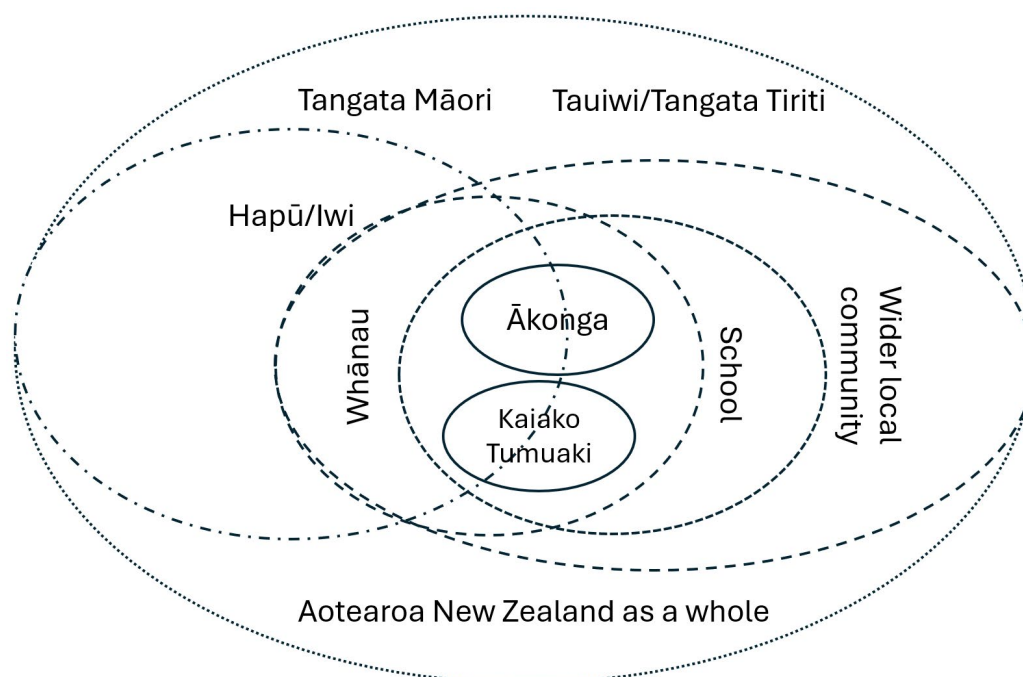 Tangata Māori
Tauiwi/Tangata Tiriti
Hapū/Iwi
Whānau
Ākonga
Kaiako
Tumuaki
School
Wider local
community
Aotearoa New Zealand as a whole